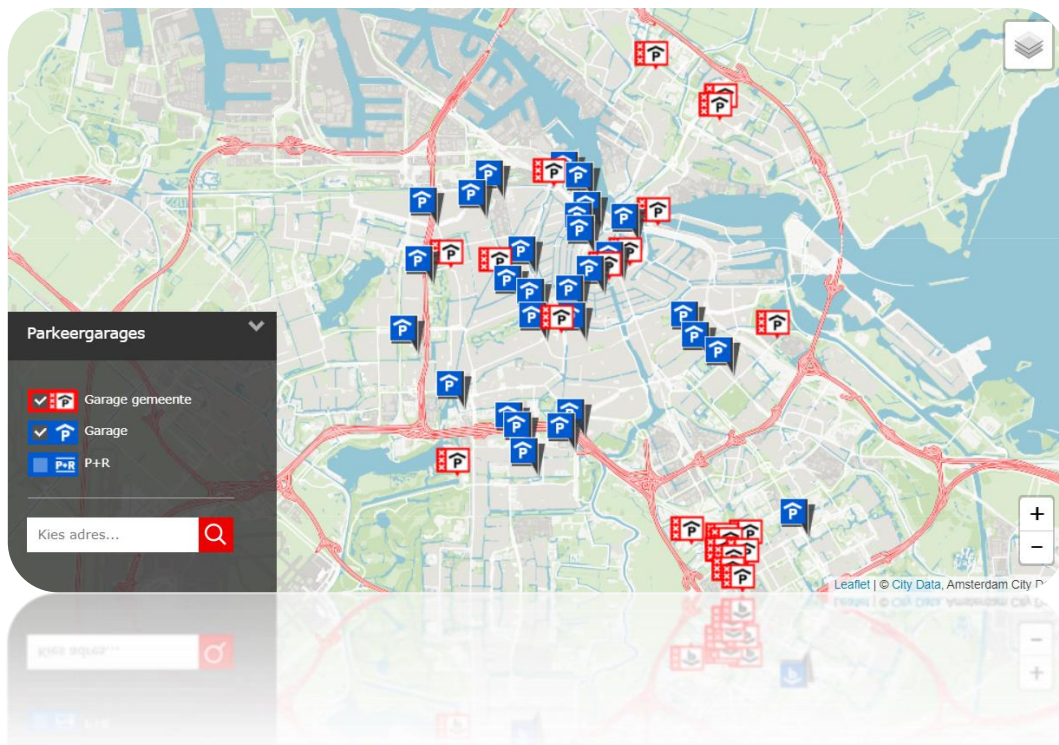 Parkeergarages
Garage gemeente
Garage
P+R P+R
Kies adres...
+
−
Leaflet | © City Data, Amsterdam City